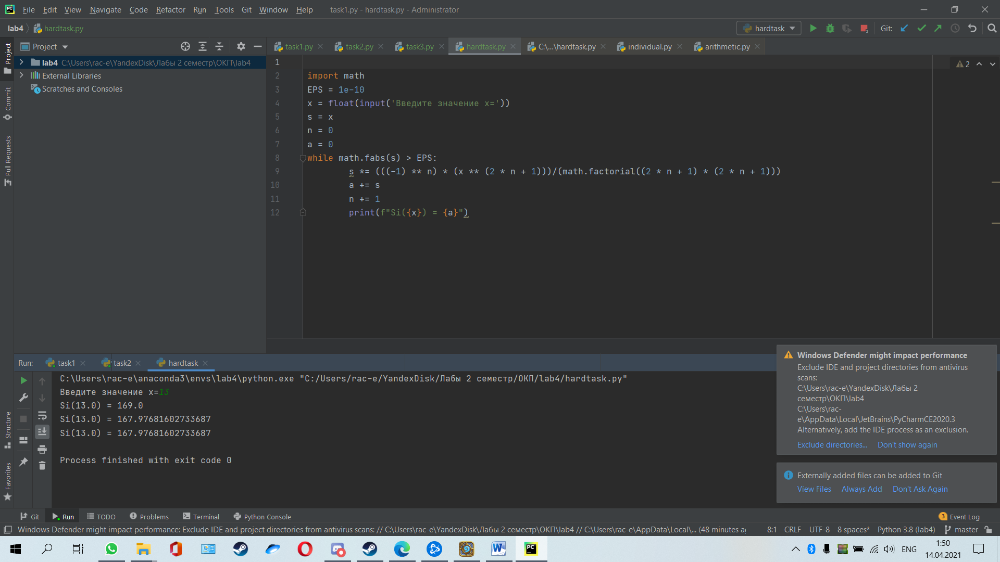 File Edit View Navigate Code Refactor Run Tools Git Window Help task1.py - hardtask.py - Administrator
lab4 hardtask.py
hardtask Git:
Project
task1.py task2.py task3.py hardtask.py C:\...\hardtask.py individual.py arithmetic.py
lab4 C:\Users\rac-e\YandexDisk\Лабы 2 семестр\ОКП\lab4
External Libraries
Scratches and Consoles
Project
Commit
Pull Requests
Structure
Favorites
2
1
2 import math
3 EPS = 1e-10
4 x = float(input('Введите значение x='))
5 s = x
6 n = 0
7 a = 0
8 while math.fabs(s) > EPS:
9 s *= (((-1) ** n) * (x ** (2 * n + 1)))/(math.factorial((2 * n + 1) * (2 * n + 1)))
10 a += s
11 n += 1
12 print(f"Si({x}) = {a}")
Run: task1 task2 hardtask
C:\Users\rac-e\anaconda3\envs\lab4\python.exe "C:/Users/rac-e/YandexDisk/Лабы 2 семестр/ОКП/lab4/hardtask.py"
Введите значение x=13
Si(13.0) = 169.0
Si(13.0) = 167.97681602733687
Si(13.0) = 167.97681602733687
Process finished with exit code 0
Windows Defender might impact performance
Exclude IDE and project directories from antivirus
scans:
C:\Users\rac-e\YandexDisk\Лабы 2
семестр\ОКП\lab4
C:\Users\rac-
e\AppData\Local\JetBrains\PyCharmCE2020.3
Alternatively, add the IDE process as an exclusion.
Exclude directories... Don't show again
Externally added files can be added to Git
View Files Always Add Don't Ask Again
Git Run TODO Problems Terminal Python Console 3 Event Log
Windows Defender might impact performance: Exclude IDE and project directories from antivirus scans: // C:\Users\rac-e\YandexDisk\Лабы 2 семестр\ОКП\lab4 // C:\Users\rac-e\AppData\Local\... (48 minutes ag 8:1 CRLF UTF-8 8 spaces* Python 3.8 (lab4) master
ENG
1:50
14.04.2021